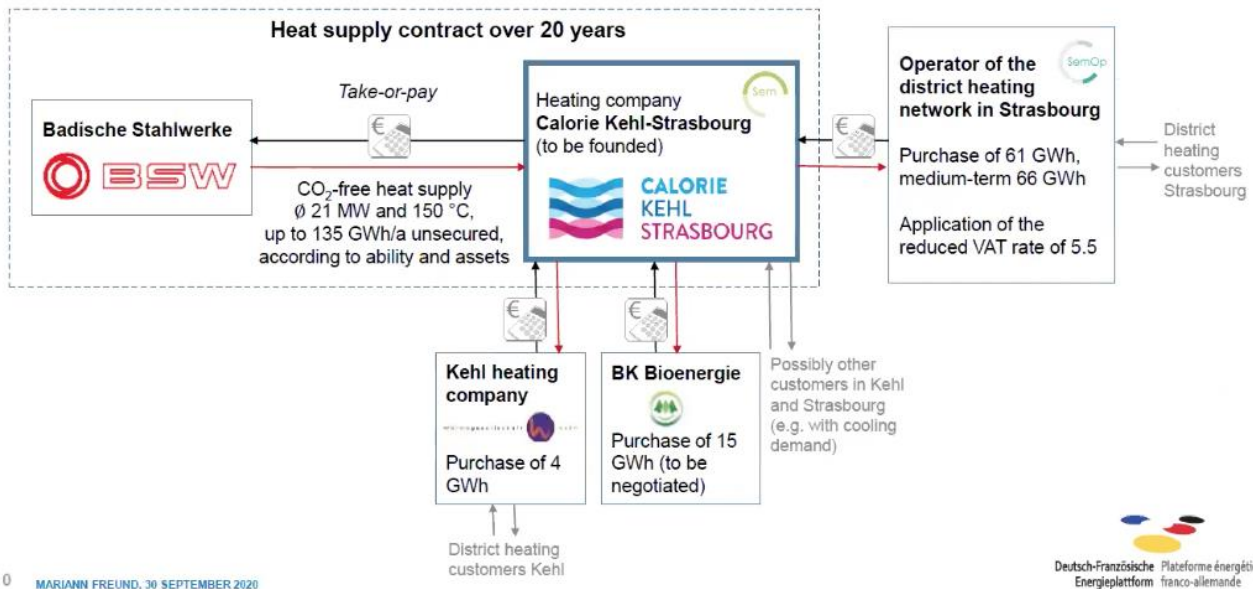 Heat supply contract over 20 years
Badische Stahlwerke
BSW
Take-or-pay
€
CO₂-free heat supply
Ø 21 MW and 150 °C,
up to 135 GWh/a unsecured,
according to ability and assets
Sem
Heating company
Calorie Kehl-Strasbourg
(to be founded)
CALORIE
KEHL
STRASBOURG
€
SemOp
Operator of the
district heating
network in Strasbourg
Purchase of 61 GWh,
medium-term 66 GWh
Application of the
reduced VAT rate of 5.5
District
heating
customers
Strasbourg
€
€
Kehl heating
company
Purchase of 4
GWh
District heating
customers Kehl
BK Bioenergie
Purchase of 15
GWh (to be
negotiated)
Possibly other
customers in Kehl
and Strasbourg
(e.g. with cooling
demand)
0 MARIANN FREUND, 30 SEPTEMBER 2020
Deutsch-Französische
Energieplattform
Plateforme énergéti
franco-allemande